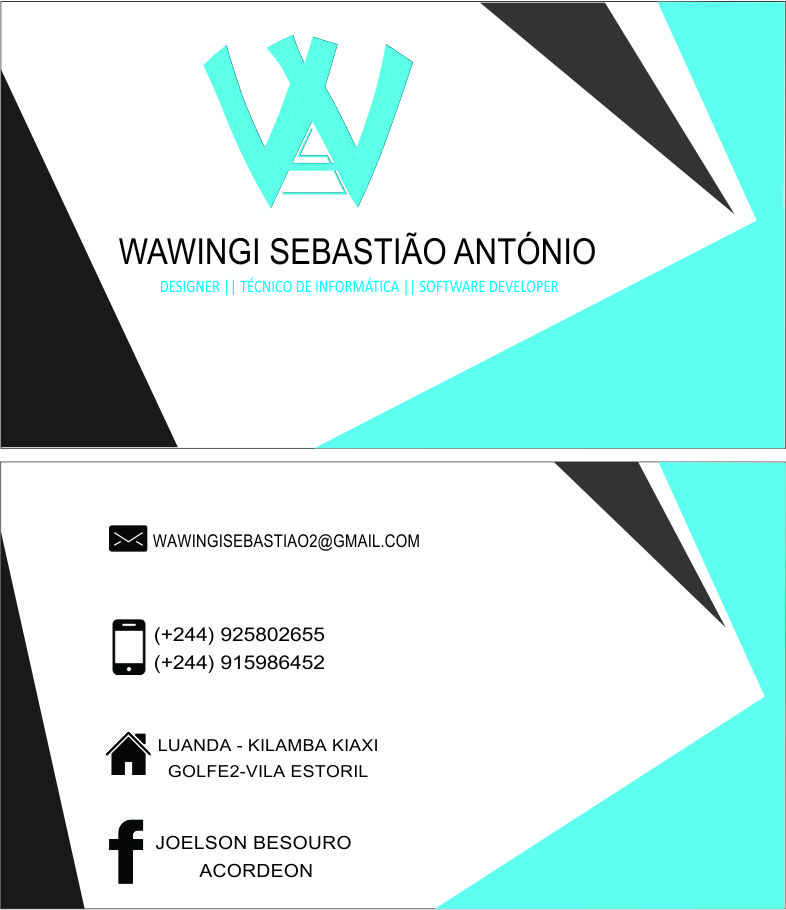 WAWINGI SEBASTIÃO ANTÓNIO
DESIGNER || TÉCNICO DE INFORMÁTICA || SOFTWARE DEVELOPER
WAWINGISEBASTIAO2@GMAIL.COM
(+244) 925802655
(+244) 915986452
LUANDA - KILAMBA KIAXI
GOLFE2-VILA ESTORIL
JOELSON BESOURO
ACORDEON